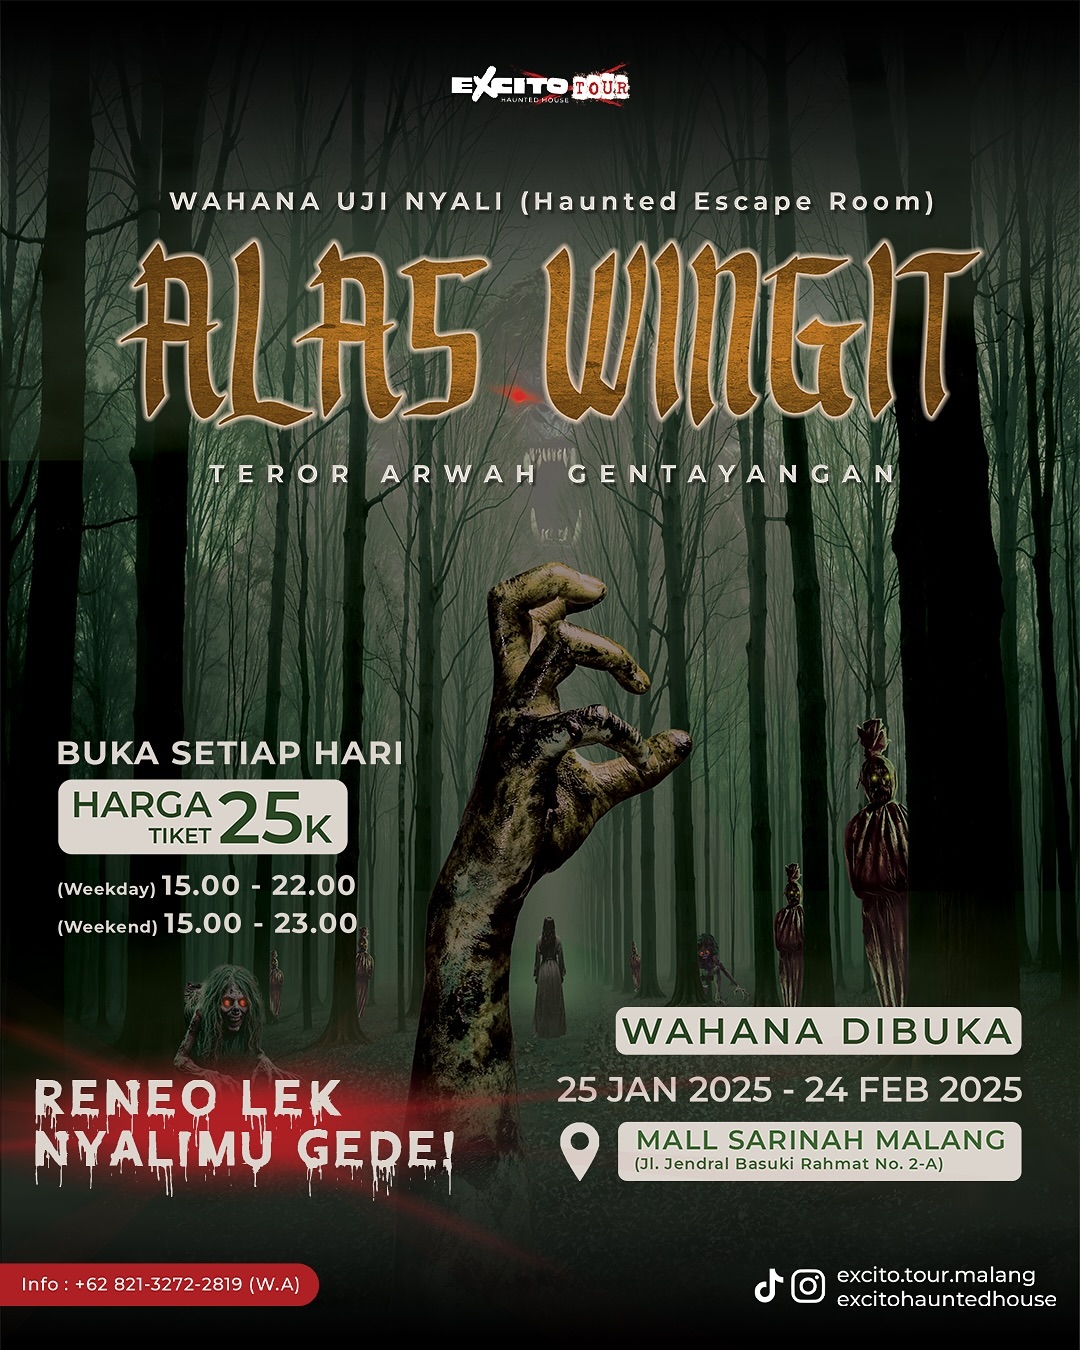 EXCITO TOUR
HAUNTED HOUSE
WAHANA UJI NYALI (Haunted Escape Room)
ALAS WINGIT
TEROR ARWAH GENTAYANGAN
BUKA SETIAP HARI
HARGA TIKET 25K
(Weekday) 15.00 - 22.00
(Weekend) 15.00 - 23.00
RENEO LEK
NYALIMU GEDE!
WAHANA DIBUKA
25 JAN 2025 - 24 FEB 2025
MALL SARINAH MALANG
(Jl. Jendral Basuki Rahmat No. 2-A)
Info : +62 821-3272-2819 (W.A)
excito.tour.malang
excitohauntedhouse